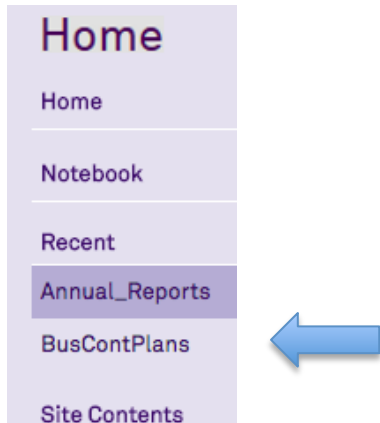 Home
Home
Notebook
Recent
Annual_Reports
BusContPlans
Site Contents